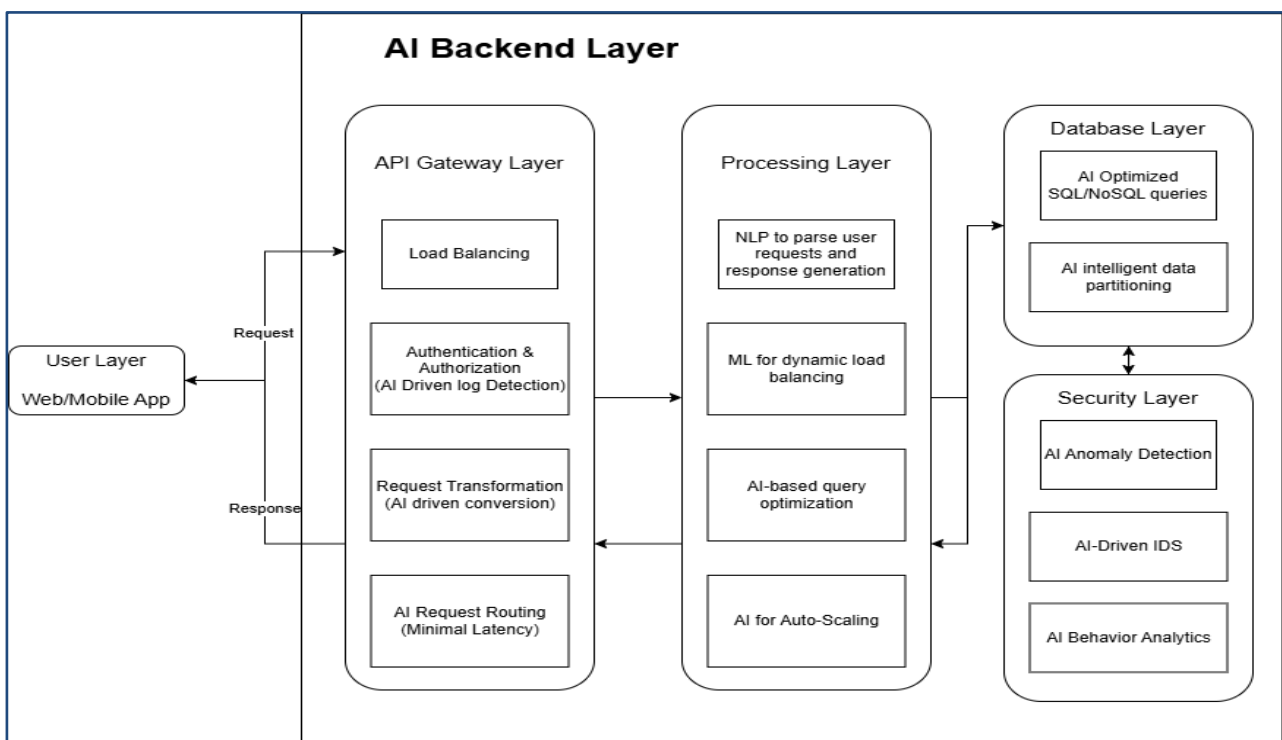 AI Backend Layer
API Gateway Layer
Load Balancing
Authentication &
Authorization
(AI Driven log Detection)
Request Transformation
(AI driven conversion)
AI Request Routing
(Minimal Latency)
Processing Layer
NLP to parse user
requests and
response generation
ML for dynamic load
balancing
AI-based query
optimization
AI for Auto-Scaling
Database Layer
AI Optimized
SQL/NoSQL queries
AI intelligent data
partitioning
Security Layer
AI Anomaly Detection
AI-Driven IDS
AI Behavior Analytics
Request
User Layer
Web/Mobile App
Response